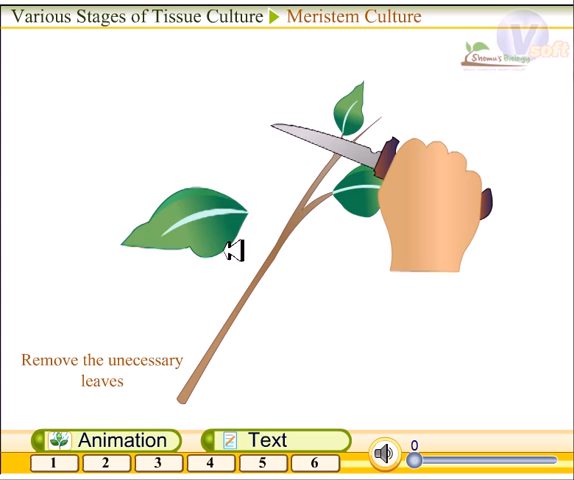 Various Stages of Tissue Culture Meristem Culture
V soft
Shomu's Biology
Remove the unecessary
leaves
Animation Text
0
1 2 3 4 5 6